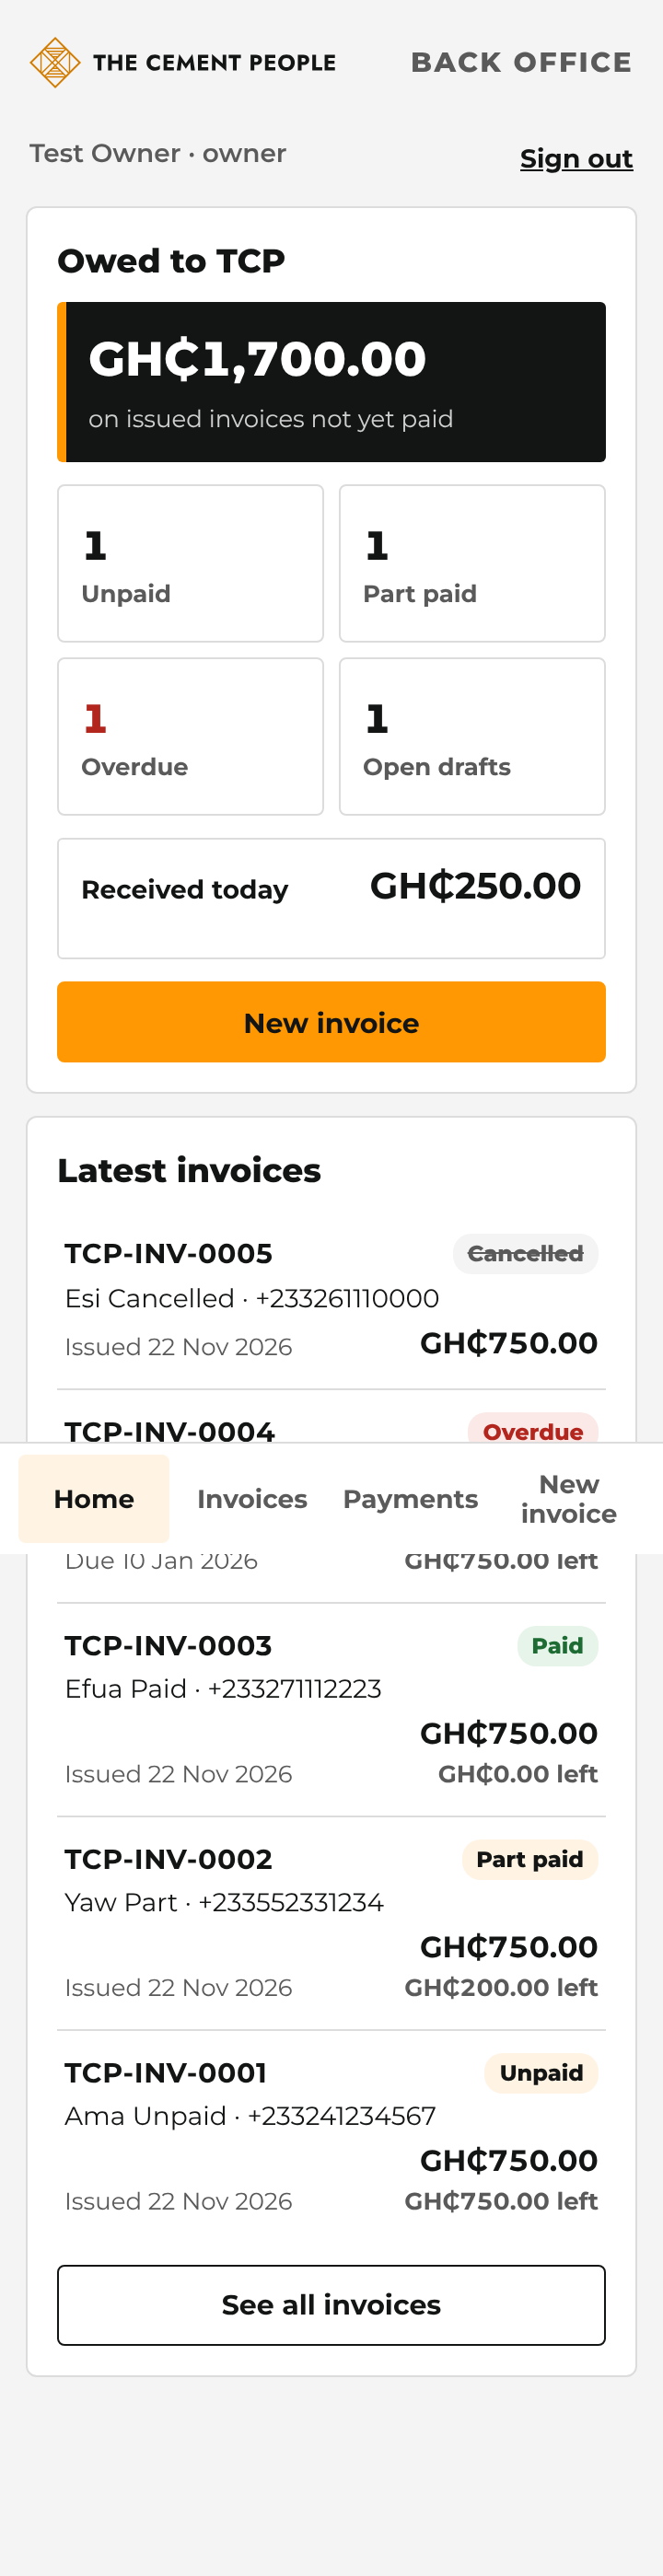 THE CEMENT PEOPLE
BACK OFFICE
Test Owner · owner
Sign out
Owed to TCP
GH₵1,700.00
on issued invoices not yet paid
1
Unpaid
1
Part paid
1
Overdue
1
Open drafts
Received today
GH₵250.00
New invoice
Latest invoices
TCP-INV-0005
Cancelled
Esi Cancelled · +233261110000
Issued 22 Nov 2026
GH₵750.00
TCP-INV-0004
Overdue
Home
Invoices
Payments
New
invoice
Due 10 Jan 2026
GH₵750.00 left
TCP-INV-0003
Paid
Efua Paid · +233271112223
GH₵750.00
Issued 22 Nov 2026
GH₵0.00 left
TCP-INV-0002
Part paid
Yaw Part · +233552331234
GH₵750.00
Issued 22 Nov 2026
GH₵200.00 left
TCP-INV-0001
Unpaid
Ama Unpaid · +233241234567
GH₵750.00
Issued 22 Nov 2026
GH₵750.00 left
See all invoices